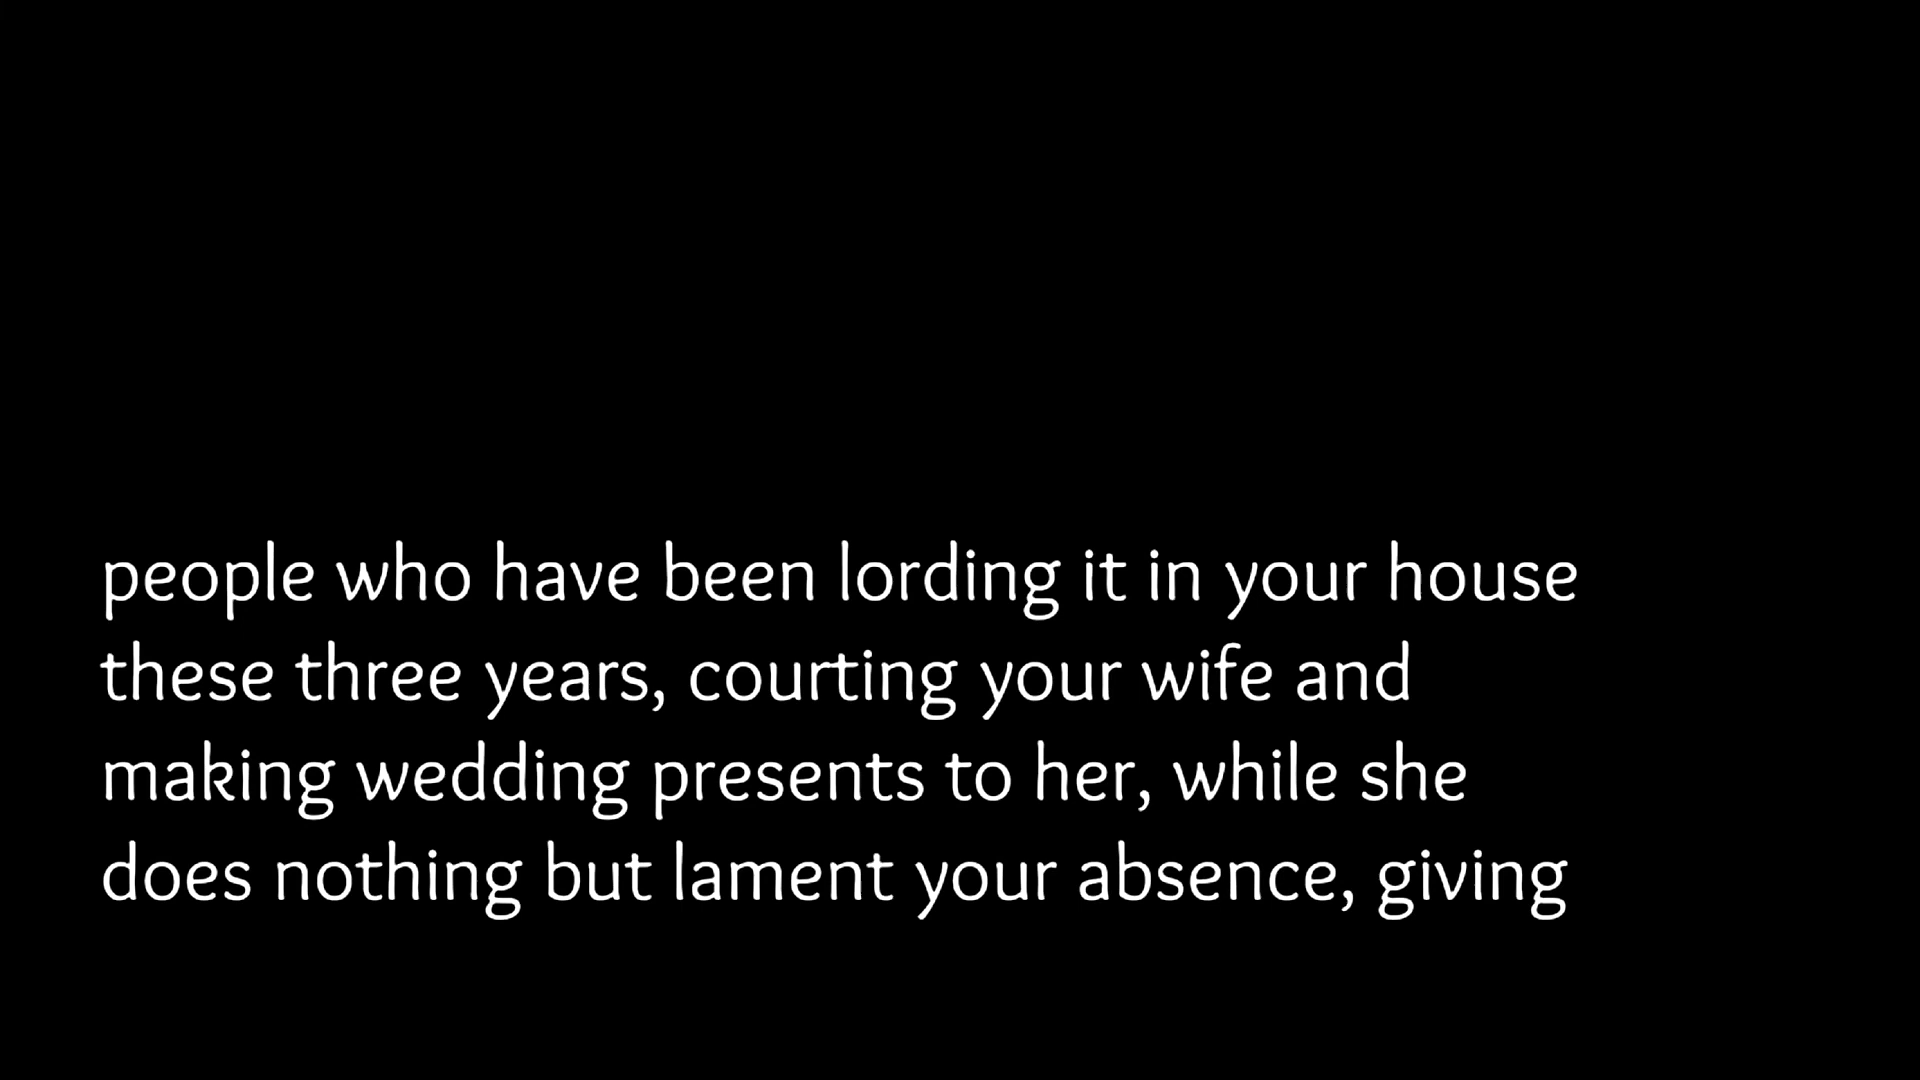 people who have been lording it in your house
these three years, courting your wife and
making wedding presents to her, while she
does nothing but lament your absence, giving